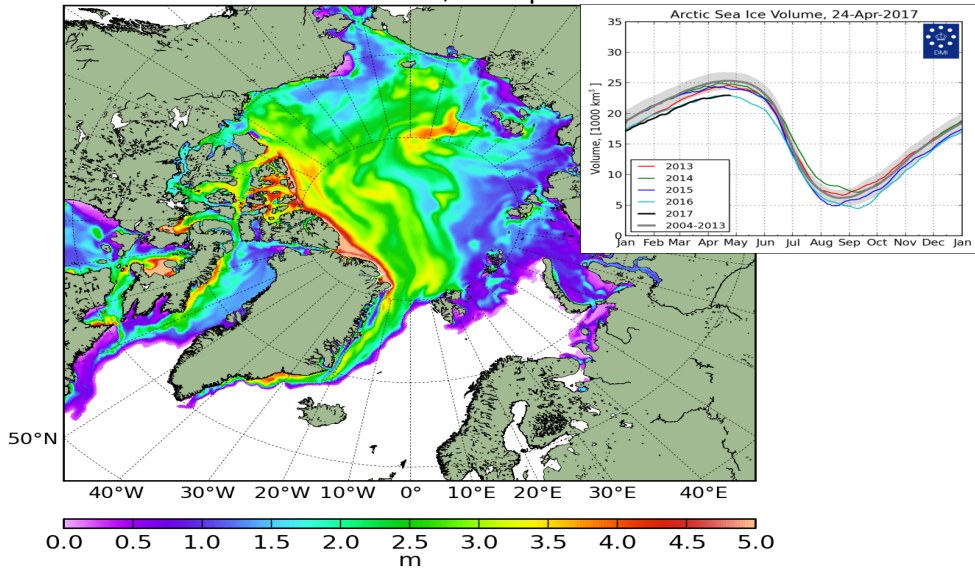 Arctic Sea Ice Volume, 24-Apr-2017
DMI
Volume, [1000 km³]
35
30
25
20
15
10
5
0
2013
2014
2015
2016
2017
2004-2013
Jan Feb Mar Apr May Jun Jul Aug Sep Oct Nov Dec Jan
50°N
40°W 30°W 20°W 10°W 0° 10°E 20°E 30°E 40°E
0.0 0.5 1.0 1.5 2.0 2.5 3.0 3.5 4.0 4.5 5.0
m